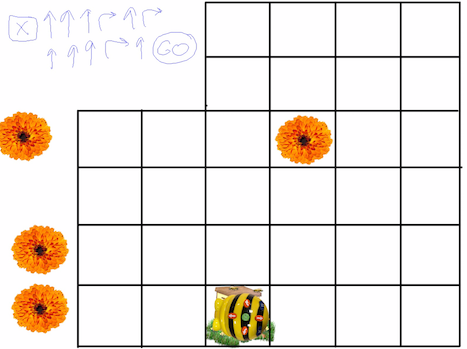 X ↑ ↑ ↑ ↱ ↑ ↱
↑ ↑ ↑ ↱ ↑ GO